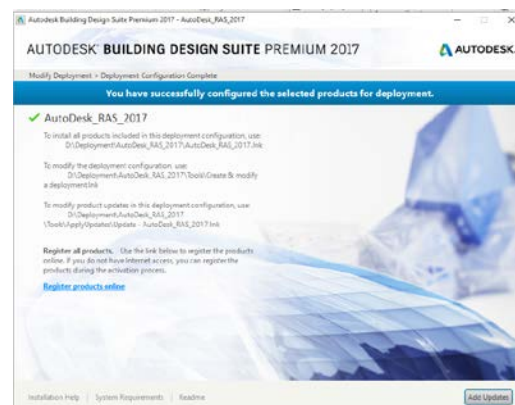 Autodesk Building Design Suite Premium 2017 - AutoDesk_RAS_2017
AUTODESK® BUILDING DESIGN SUITE PREMIUM 2017
AUTODESK.
Modify Deployment > Deployment Configuration Complete
You have successfully configured the selected products for deployment.
AutoDesk_RAS_2017
To install all products included in this deployment configuration, use:
D:\Deployment\AutoDesk_RAS_2017\AutoDesk_RAS_2017.lnk
To modify the deployment configuration, use:
D:\Deployment\AutoDesk_RAS_2017\Tools\Create & modify
a deployment.lnk
To modify product updates in this deployment configuration, use:
D:\Deployment\AutoDesk_RAS_2017
\Tools\ApplyUpdates\Update - AutoDesk_RAS_2017.lnk
Register all products. Use the link below to register the products
online. If you do not have Internet access, you can register the
products during the activation process.
Register products online
Installation Help | System Requirements | Readme
Add Updates